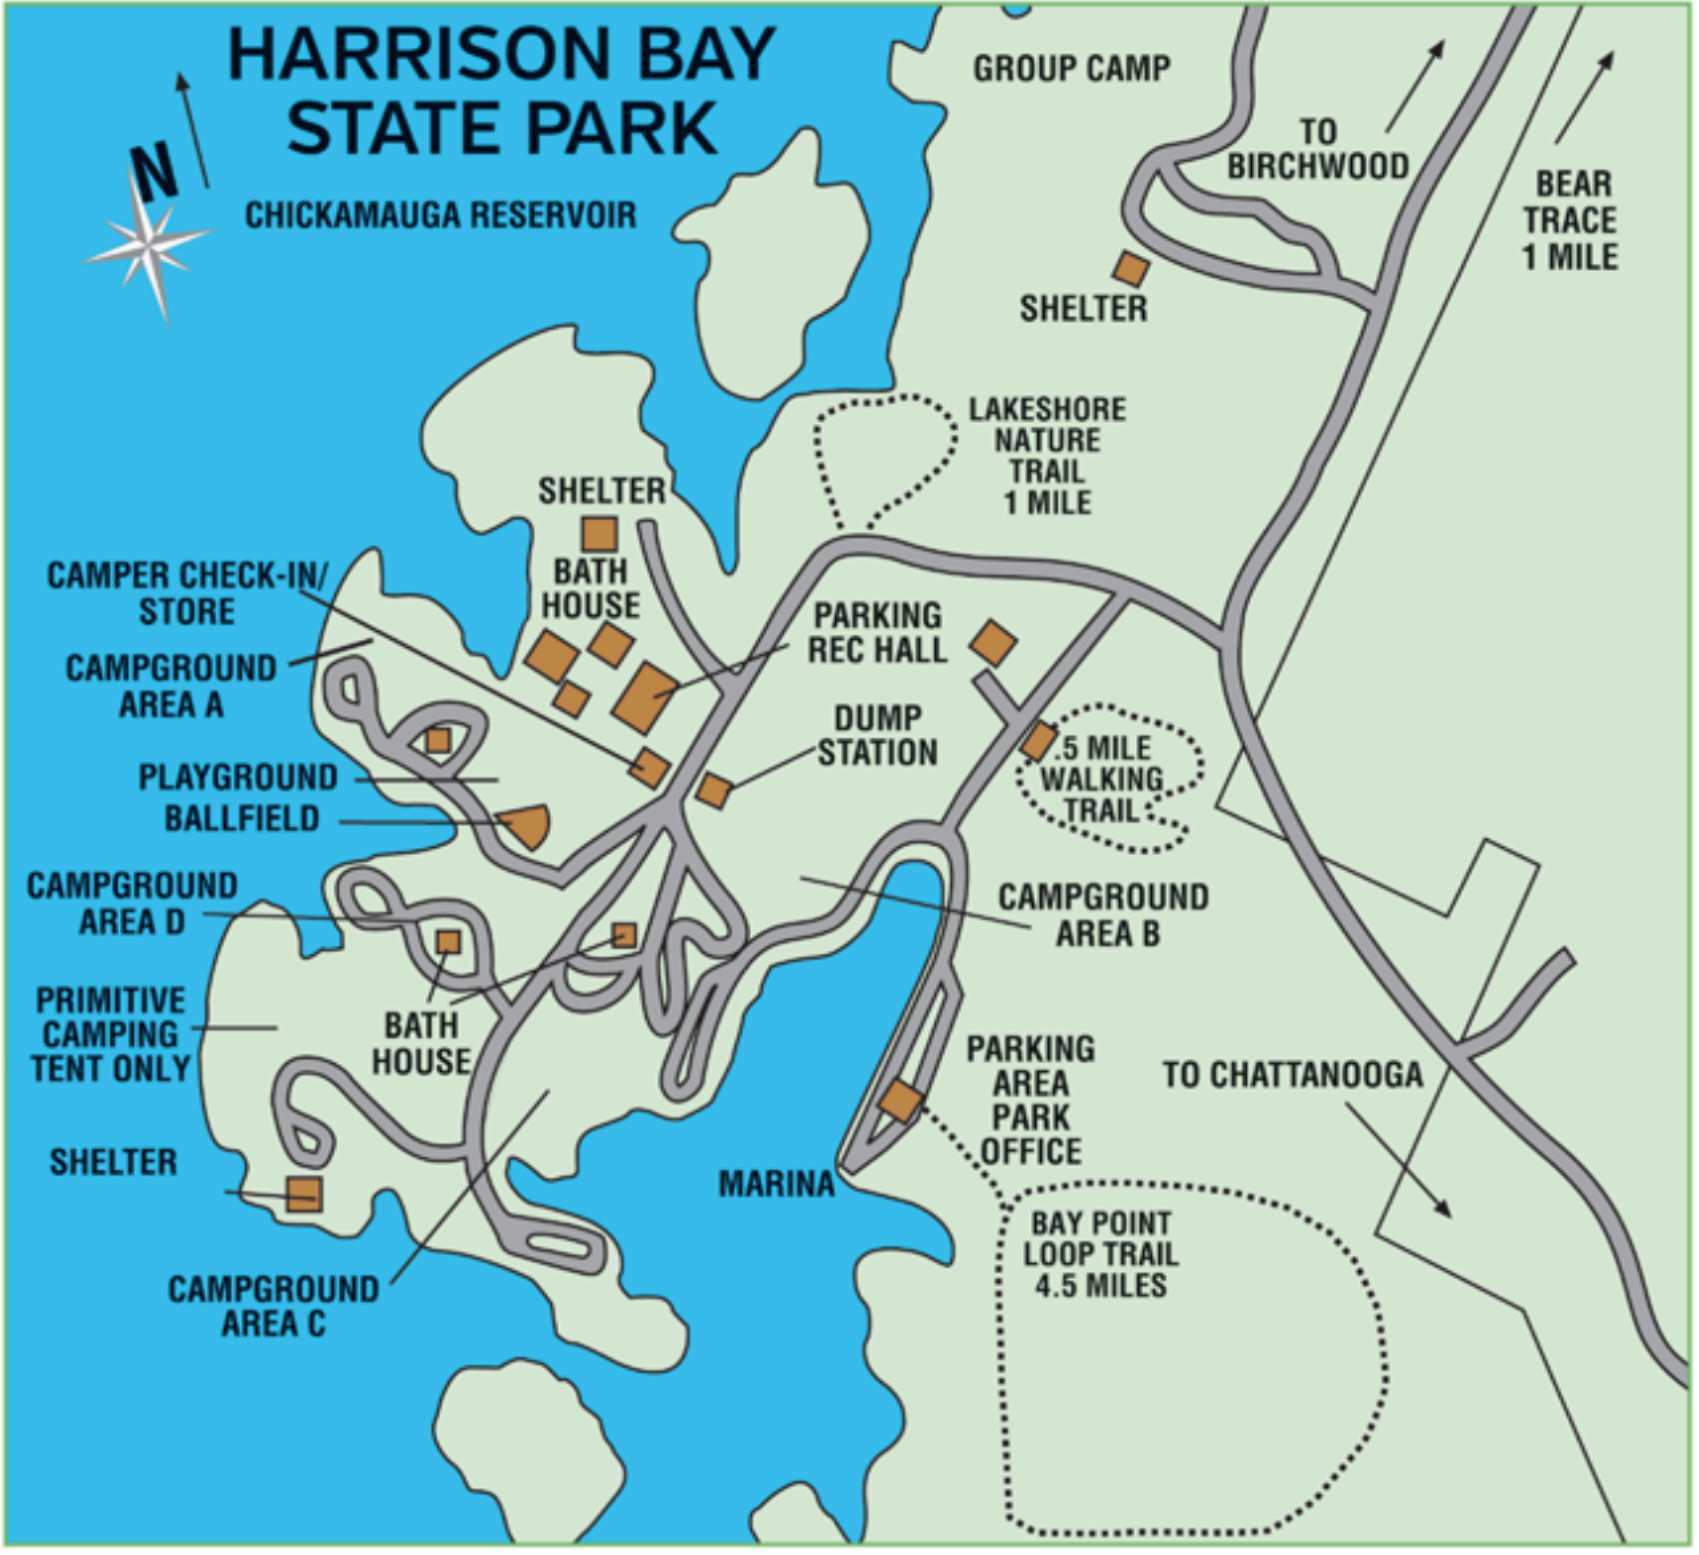 HARRISON BAY
STATE PARK
N
CHICKAMAUGA RESERVOIR
GROUP CAMP
TO
BIRCHWOOD
BEAR
TRACE
1 MILE
SHELTER
LAKESHORE
NATURE
TRAIL
1 MILE
SHELTER
BATH
HOUSE
CAMPER CHECK-IN/
STORE
CAMPGROUND
AREA A
PARKING
REC HALL
DUMP
STATION
.5 MILE
WALKING
TRAIL
PLAYGROUND
BALLFIELD
CAMPGROUND
AREA D
CAMPGROUND
AREA B
PRIMITIVE
CAMPING
TENT ONLY
BATH
HOUSE
PARKING
AREA
PARK
OFFICE
TO CHATTANOOGA
SHELTER
MARINA
BAY POINT
LOOP TRAIL
4.5 MILES
CAMPGROUND
AREA C